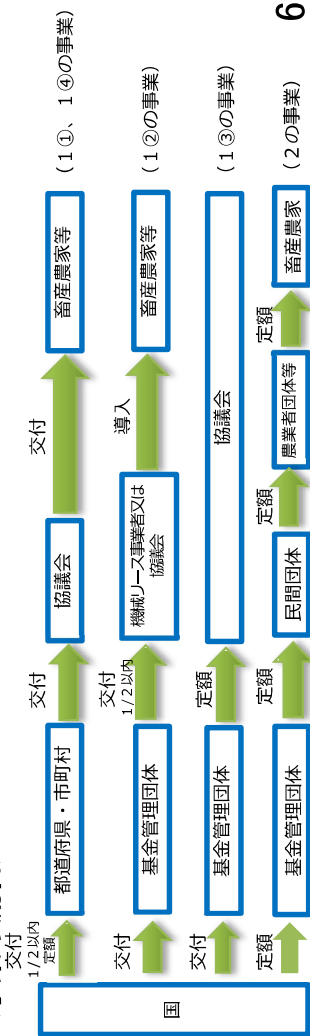 国
交付
1/2以内
定額
都道府県・市町村
交付
協議会
交付
畜産農家等
(1①、1④の事業)
交付
基金管理団体
交付
1/2以内
機械リース事業者又は
協議会
導入
畜産農家等
(1②の事業)
交付
基金管理団体
定額
協議会
(1③の事業)
定額
基金管理団体
定額
民間団体
定額
農業者団体等
定額
畜産農家
(2の事業)
6